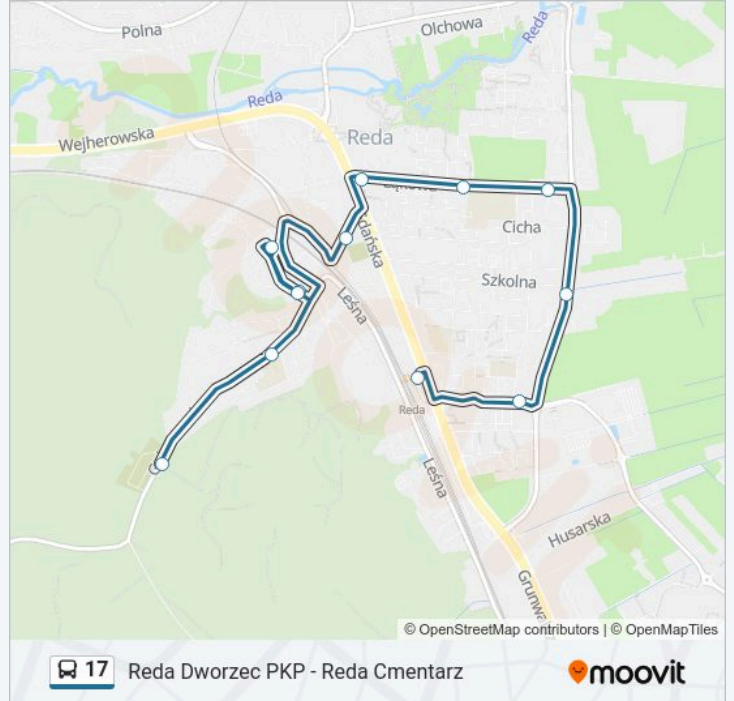 Polna
Olchowa
Reda
Reda
Wejherowska
Reda
Cicha
Gdańska
Szkolna
Leśna
Reda
Leśna
Husarska
Grunwa
© OpenStreetMap contributors | © OpenMapTiles
17 Reda Dworzec PKP - Reda Cmentarz moovit